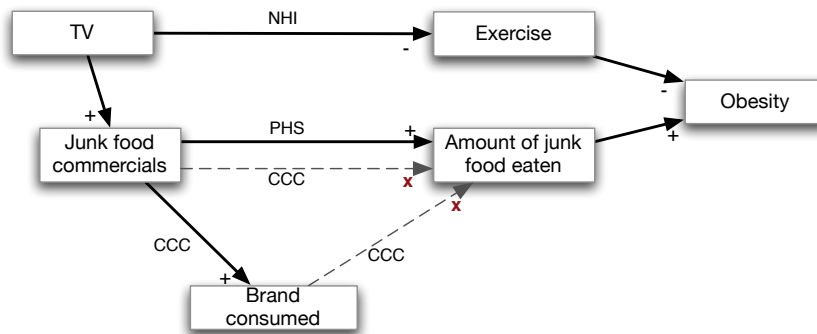 NHI
TV
Exercise
-
-
Obesity
+
PHS
+
+
Junk food
commercials
Amount of junk
food eaten
CCC
x
x
CCC
CCC
+
Brand
consumed